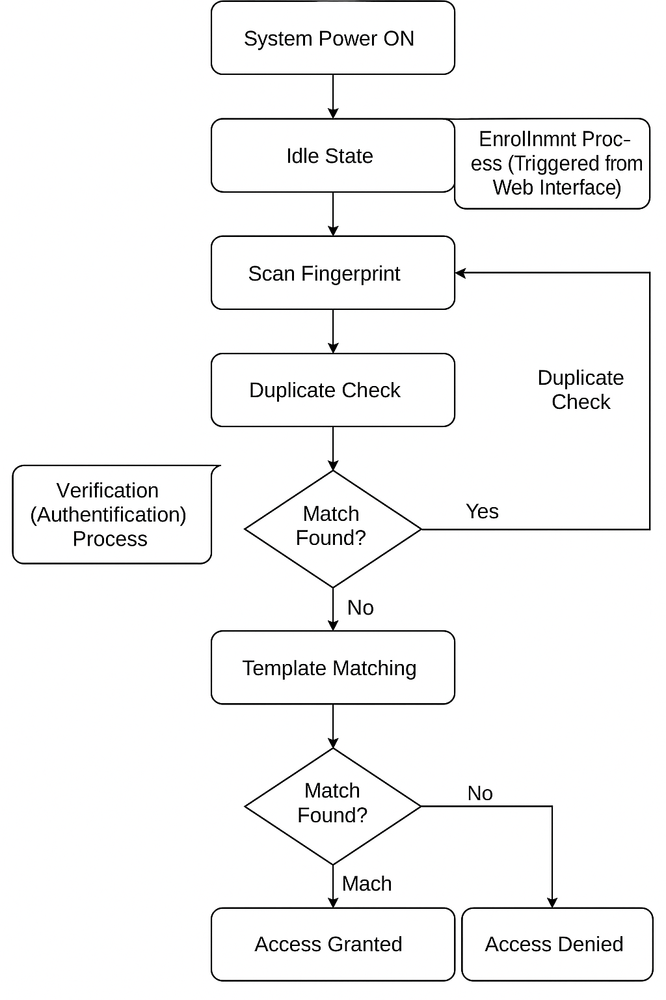 System Power ON
Idle State
Enrollnmnt Proc-
ess (Triggered from
Web Interface)
Scan Fingerprint
Duplicate Check
Duplicate
Check
Verification
(Authentification)
Process
Match
Found?
Yes
No
Template Matching
Match
Found?
No
Mach
Access Granted
Access Denied